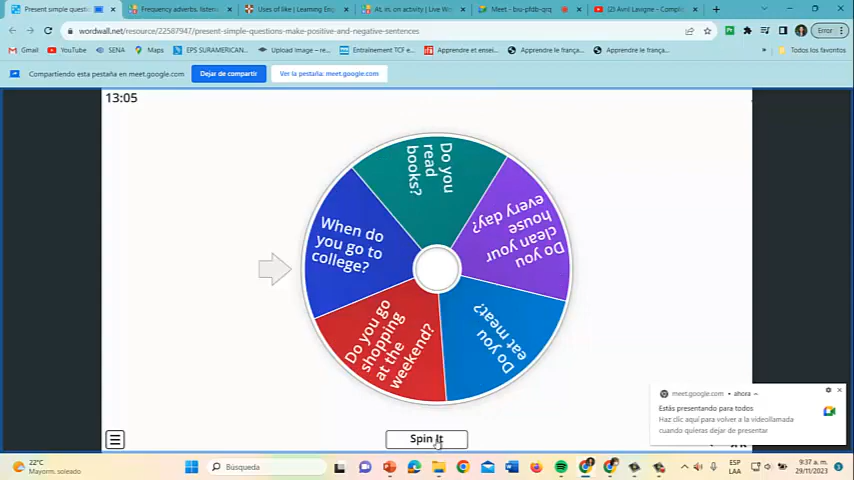 Present simple questio
Frequency adverbs. listeni
Uses of like | Learning Eng
At, in, on activity | Live Wor
Meet - bsu-pfdb-qrq
(2) Avril Lavigne - Complic
wordwall.net/resource/22587947/present-simple-questions-make-positive-and-negative-sentences
Error
Gmail
YouTube
SENA
Maps
EPS SURAMERICAN...
Upload Image – re...
Entraînement TCF e...
Apprendre et ensei...
Apprendre le franç...
Apprendre le franç...
Todos los favoritos
Compartiendo esta pestaña en meet.google.com
Dejar de compartir
Ver la pestaña: meet.google.com
13:05
Do you
read
books?
Do you
clean your
house
every day?
When do
you go to
college?
Do you go
shopping
at the
weekend?
Do you
eat meat?
meet.google.com • ahora
Estás presentando para todos
Haz clic aquí para volver a la videollamada
cuando quieras dejar de presentar
Spin It
22°C
Mayorm. soleado
Búsqueda
ESP
LAA
9:37 a. m.
29/11/2023